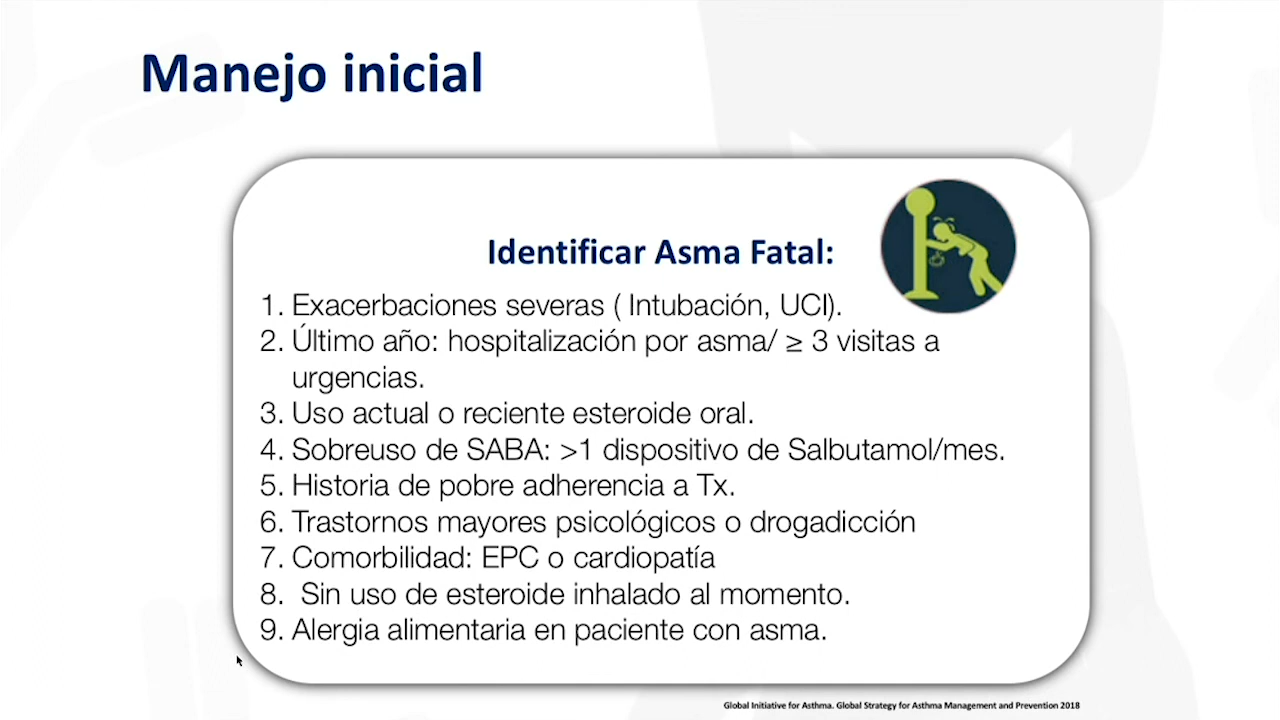 Manejo inicial
Identificar Asma Fatal:
1. Exacerbaciones severas ( Intubación, UCI).
2. Último año: hospitalización por asma/ ≥ 3 visitas a
urgencias.
3. Uso actual o reciente esteroide oral.
4. Sobreuso de SABA: >1 dispositivo de Salbutamol/mes.
5. Historia de pobre adherencia a Tx.
6. Trastornos mayores psicológicos o drogadicción
7. Comorbilidad: EPC o cardiopatía
8. Sin uso de esteroide inhalado al momento.
9. Alergia alimentaria en paciente con asma.
Global Initiative for Asthma. Global Strategy for Asthma Management and Prevention 2018